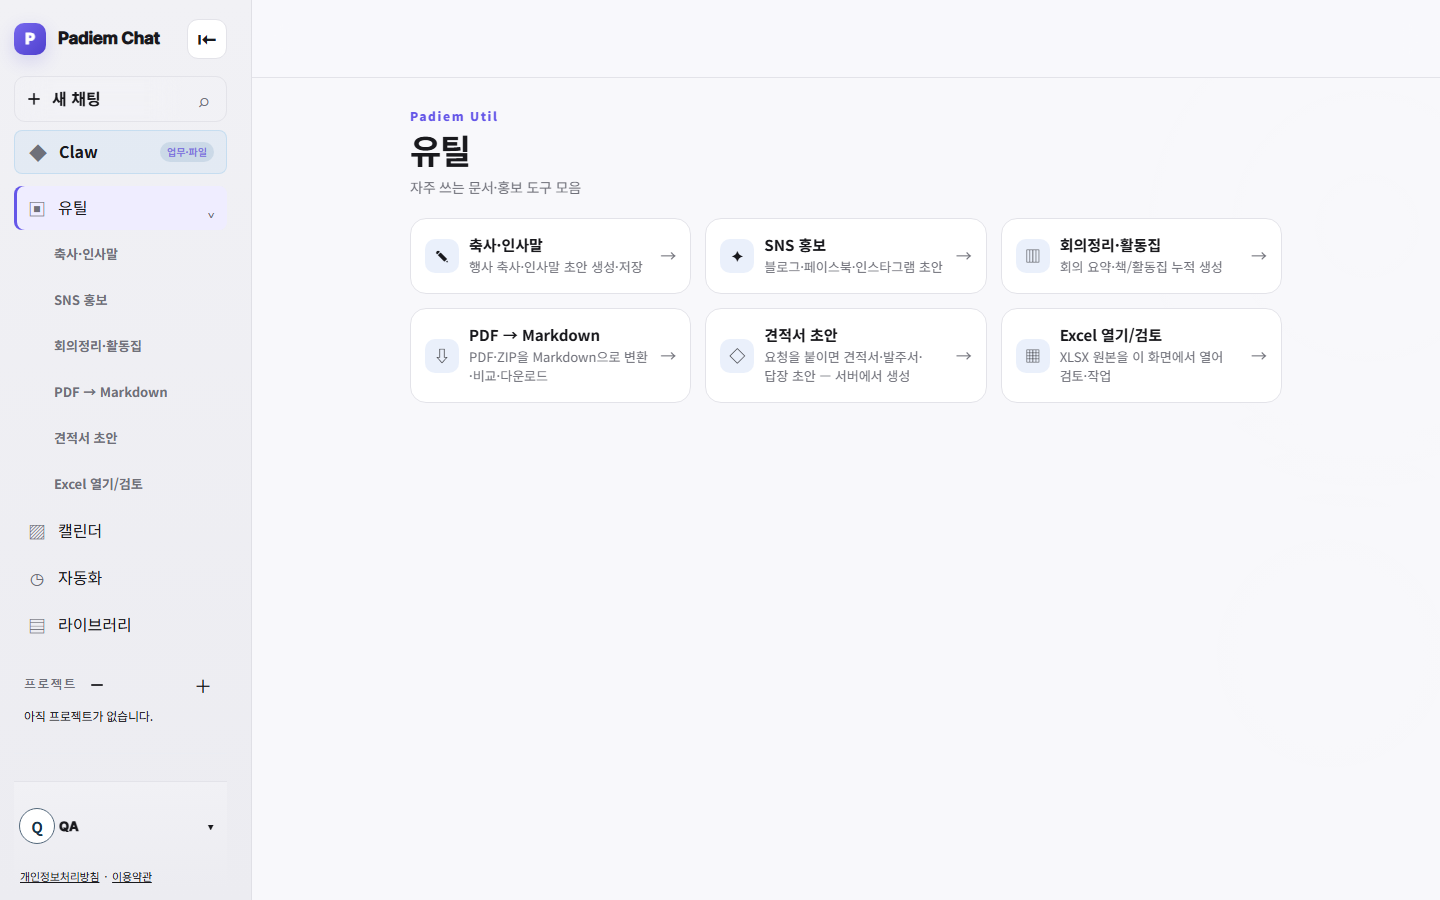 P Padiem Chat
+ 새 채팅
Claw 업무·파일
유틸
축사·인사말
SNS 홍보
회의정리·활동집
PDF → Markdown
견적서 초안
Excel 열기/검토
캘린더
자동화
라이브러리
프로젝트
아직 프로젝트가 없습니다.
Q QA
개인정보처리방침 · 이용약관
Padiem Util
유틸
자주 쓰는 문서·홍보 도구 모음
축사·인사말
행사 축사·인사말 초안 생성·저장
SNS 홍보
블로그·페이스북·인스타그램 초안
회의정리·활동집
회의 요약·책/활동집 누적 생성
PDF → Markdown
PDF·ZIP을 Markdown으로 변환
·비교·다운로드
견적서 초안
요청을 붙이면 견적서·발주서·
답장 초안 — 서버에서 생성
Excel 열기/검토
XLSX 원본을 이 화면에서 열어
검토·작업